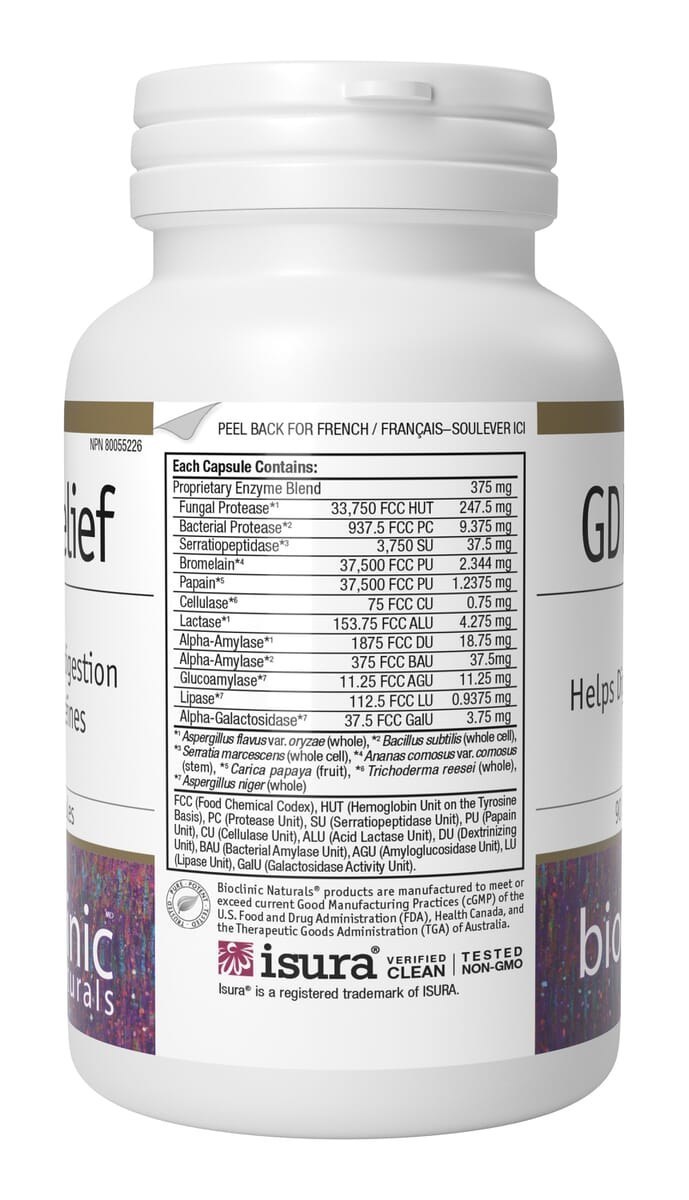 PEEL BACK FOR FRENCH / FRANÇAIS–SOULEVER ICI
NPN 80055226
Each Capsule Contains:
Proprietary Enzyme Blend 375 mg
Fungal Protease*¹ 33,750 FCC HUT 247.5 mg
Bacterial Protease*² 937.5 FCC PC 9.375 mg
Serratiopeptidase*³ 3,750 SU 37.5 mg
Bromelain*⁴ 37,500 FCC PU 2.344 mg
Papain*⁵ 37,500 FCC PU 1.2375 mg
Cellulase*⁶ 75 FCC CU 0.75 mg
Lactase*¹ 153.75 FCC ALU 4.275 mg
Alpha-Amylase*¹ 1875 FCC DU 18.75 mg
Alpha-Amylase*² 375 FCC BAU 37.5mg
Glucoamylase*⁷ 11.25 FCC AGU 11.25 mg
Lipase*⁷ 112.5 FCC LU 0.9375 mg
Alpha-Galactosidase*⁷ 37.5 FCC GalU 3.75 mg
*¹ Aspergillus flavus var. oryzae (whole), *² Bacillus subtilis (whole cell),
*³ Serratia marcescens (whole cell), *⁴ Ananas comosus var. comosus
(stem), *⁵ Carica papaya (fruit), *⁶ Trichoderma reesei (whole),
*⁷ Aspergillus niger (whole)
FCC (Food Chemical Codex), HUT (Hemoglobin Unit on the Tyrosine
Basis), PC (Protease Unit), SU (Serratiopeptidase Unit), PU (Papain
Unit), CU (Cellulase Unit), ALU (Acid Lactase Unit), DU (Dextrinizing
Unit), BAU (Bacterial Amylase Unit), AGU (Amyloglucosidase Unit), LU
(Lipase Unit), GalU (Galactosidase Activity Unit).
PURE · POTENT · TESTED · TRUSTED
Bioclinic Naturals® products are manufactured to meet or
exceed current Good Manufacturing Practices (cGMP) of the
U.S. Food and Drug Administration (FDA), Health Canada, and
the Therapeutic Goods Administration (TGA) of Australia.
isura® VERIFIED CLEAN | TESTED NON-GMO
Isura® is a registered trademark of ISURA.
elief
igestion
eines
les
inic MD
turals
GD
Helps D
90
bio